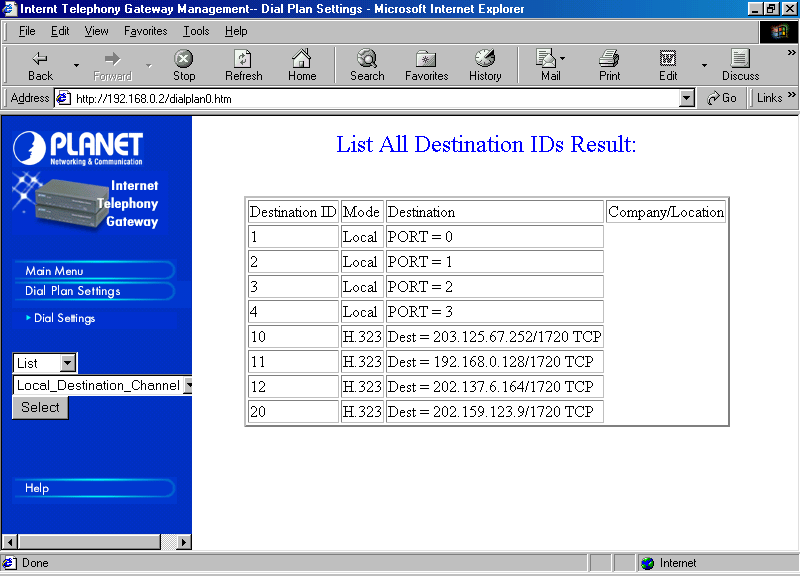 Internt Telephony Gateway Management-- Dial Plan Settings - Microsoft Internet Explorer
File Edit View Favorites Tools Help
Back Forward Stop Refresh Home Search Favorites History Mail Print Edit Discuss »
Address http://192.168.0.2/dialplan0.htm Go Links »
PLANET
Networking & Communication
Internet
Telephony
Gateway
Main Menu
Dial Plan Settings
Dial Settings
List
Local_Destination_Channel
Select
Help
List All Destination IDs Result:
Destination ID Mode Destination Company/Location
1 Local PORT = 0
2 Local PORT = 1
3 Local PORT = 2
4 Local PORT = 3
10 H.323 Dest = 203.125.67.252/1720 TCP
11 H.323 Dest = 192.168.0.128/1720 TCP
12 H.323 Dest = 202.137.6.164/1720 TCP
20 H.323 Dest = 202.159.123.9/1720 TCP
Done Internet